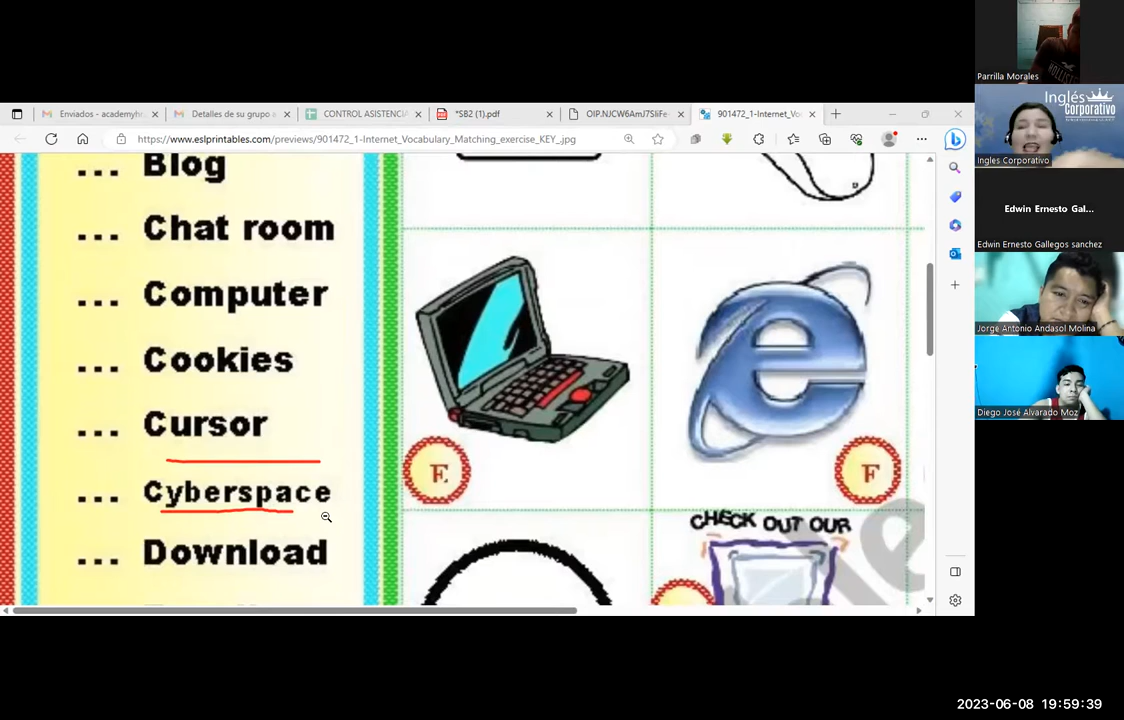 Enviados - academyhr
Detalles de su grupo a
CONTROL ASISTENCIA
*SB2 (1).pdf
OIP.NJCW6AmJ7SliFe
901472_1-Internet_Vo
https://www.eslprintables.com/previews/901472_1-Internet_Vocabulary_Matching_exercise_KEY_.jpg
... Blog
... Chat room
... Computer
... Cookies
... Cursor
... Cyberspace
... Download
E
F
CHECK OUT OUR
Parrilla Morales
Inglés
Corporativo
Ingles Corporativo
Edwin Ernesto Gal...
Edwin Ernesto Gallegos sanchez
Jorge Antonio Andasol Molina
Diego José Alvarado Moz
2023-06-08 19:59:39